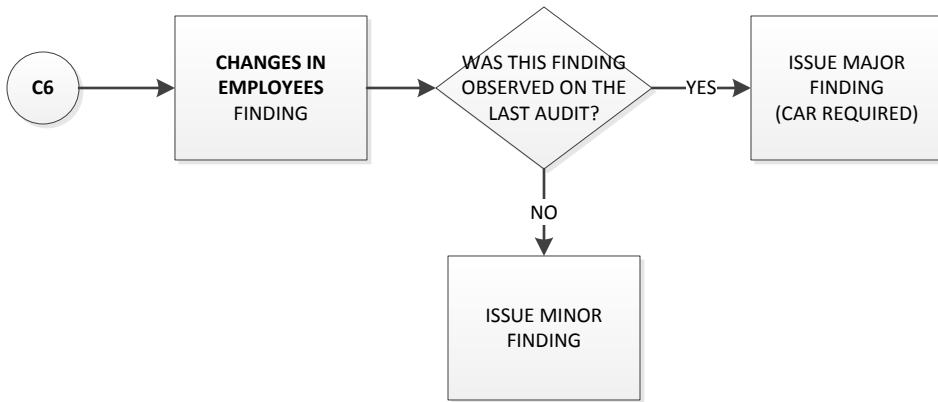 C6
CHANGES IN
EMPLOYEES
FINDING
WAS THIS FINDING
OBSERVED ON THE
LAST AUDIT?
YES
ISSUE MAJOR
FINDING
(CAR REQUIRED)
NO
ISSUE MINOR
FINDING